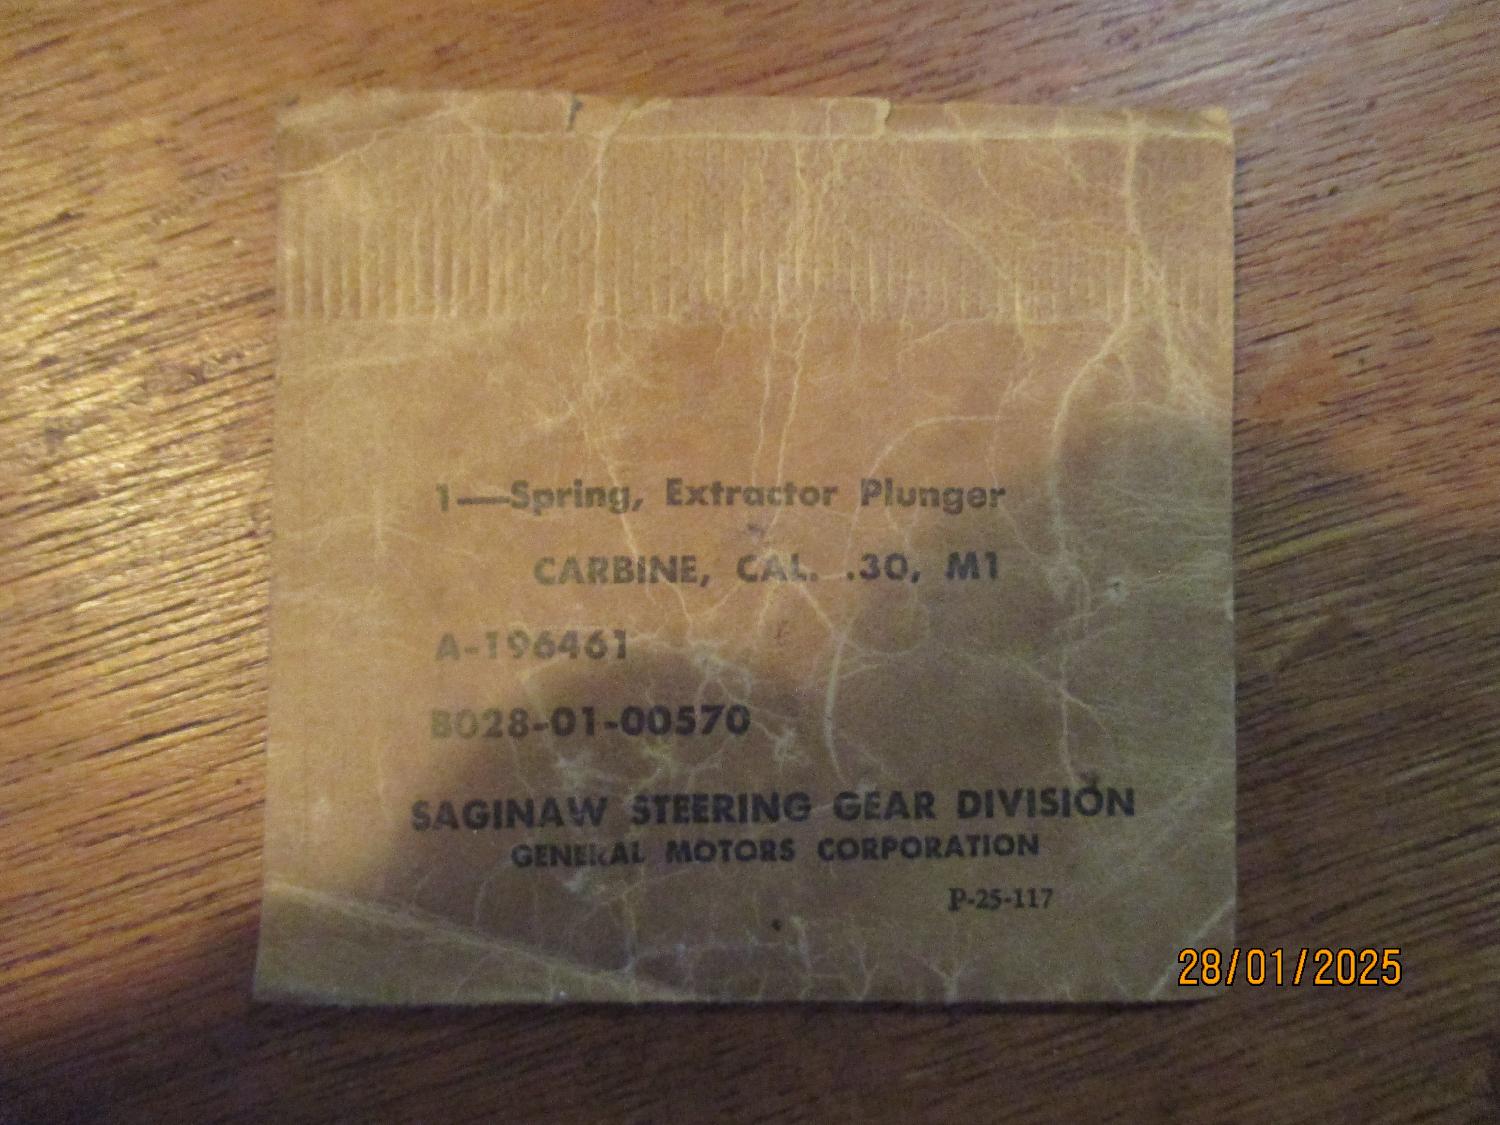 1—Spring, Extractor Plunger
CARBINE, CAL. .30, M1
A-196461
B028-01-00570
SAGINAW STEERING GEAR DIVISION
GENERAL MOTORS CORPORATION
P-25-117
28/01/2025